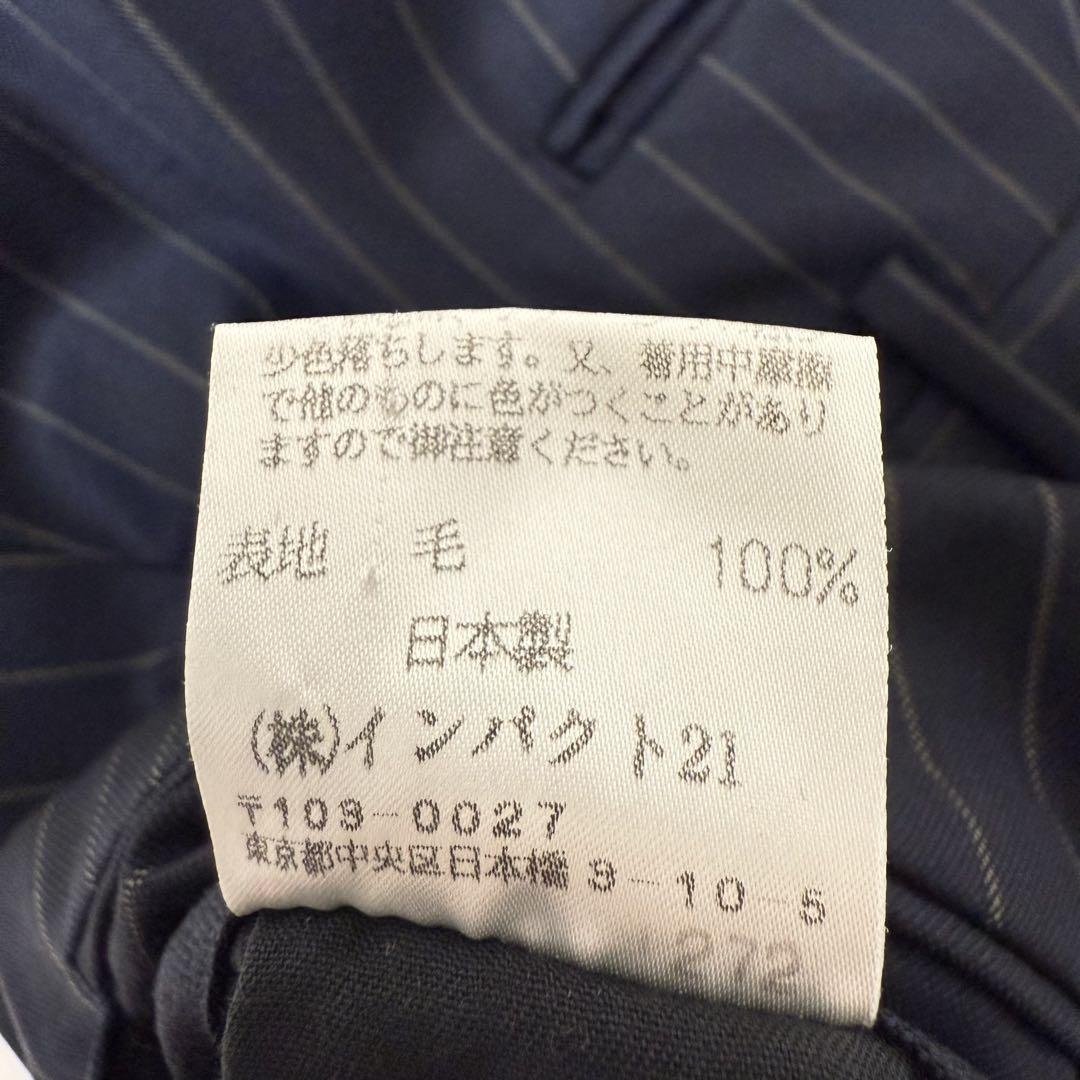 少色落ちします。又、着用中摩擦
で他のものに色がつくことがあり
ますので御注意ください。
表地 毛 100%
日本製
(株)インパクト21
〒103-0027
東京都中央区日本橋3-10-5
272